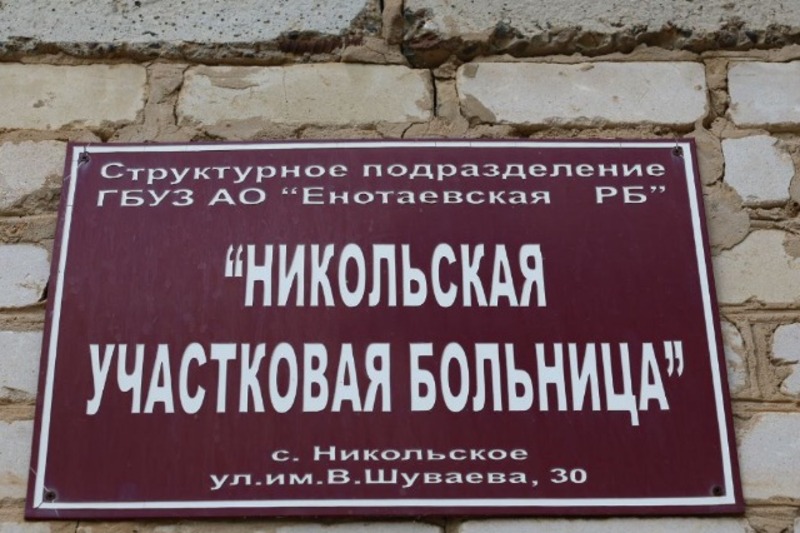 Структурное подразделение
ГБУЗ АО “Енотаевская РБ”
“НИКОЛЬСКАЯ
УЧАСТКОВАЯ БОЛЬНИЦА”
с. Никольское
ул.им.В.Шуваева, 30